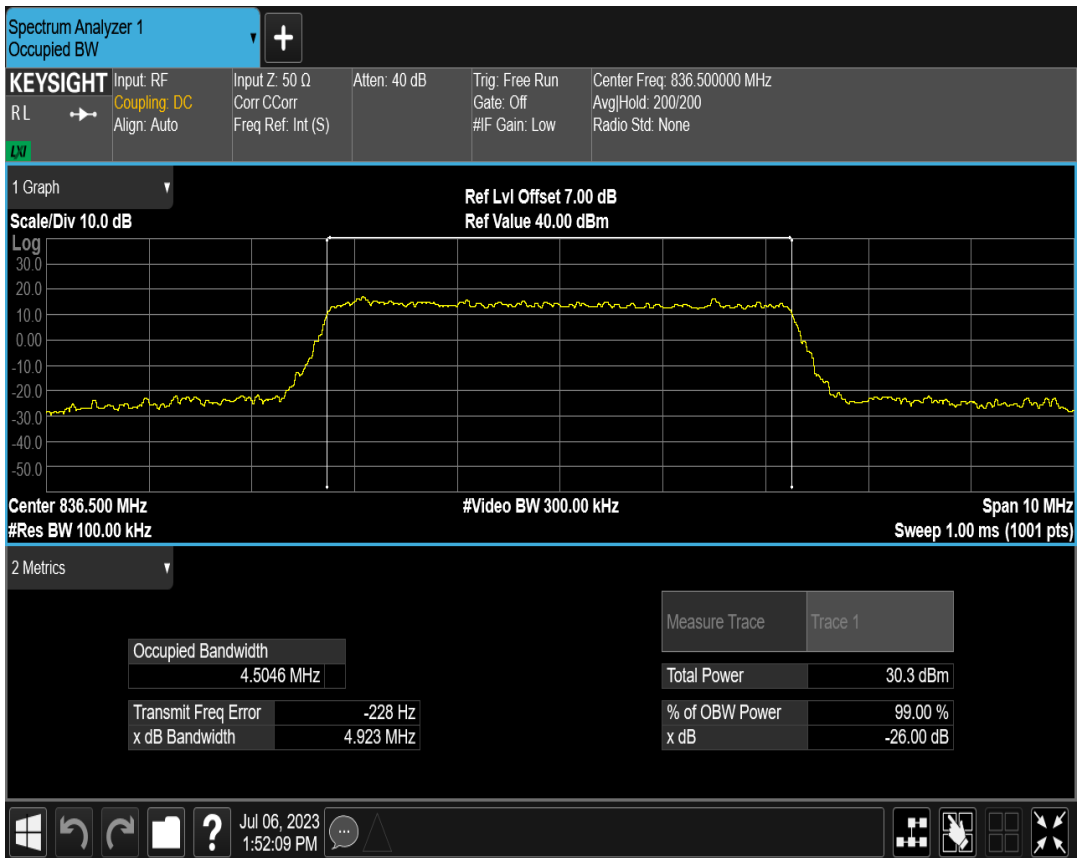 Spectrum Analyzer 1
Occupied BW
KEYSIGHT
RL
LXI
Input: RF
Coupling: DC
Align: Auto
Input Z: 50 Ω
Corr CCorr
Freq Ref: Int (S)
Atten: 40 dB
Trig: Free Run
Gate: Off
#IF Gain: Low
Center Freq: 836.500000 MHz
Avg|Hold: 200/200
Radio Std: None
1 Graph
Scale/Div 10.0 dB
Ref Lvl Offset 7.00 dB
Ref Value 40.00 dBm
Log
30.0
20.0
10.0
0.00
-10.0
-20.0
-30.0
-40.0
-50.0
Center 836.500 MHz
#Video BW 300.00 kHz
Span 10 MHz
#Res BW 100.00 kHz
Sweep 1.00 ms (1001 pts)
2 Metrics
Measure Trace Trace 1
Occupied Bandwidth
4.5046 MHz
Total Power 30.3 dBm
Transmit Freq Error -228 Hz
% of OBW Power 99.00 %
x dB Bandwidth 4.923 MHz
x dB -26.00 dB
?
Jul 06, 2023
1:52:09 PM